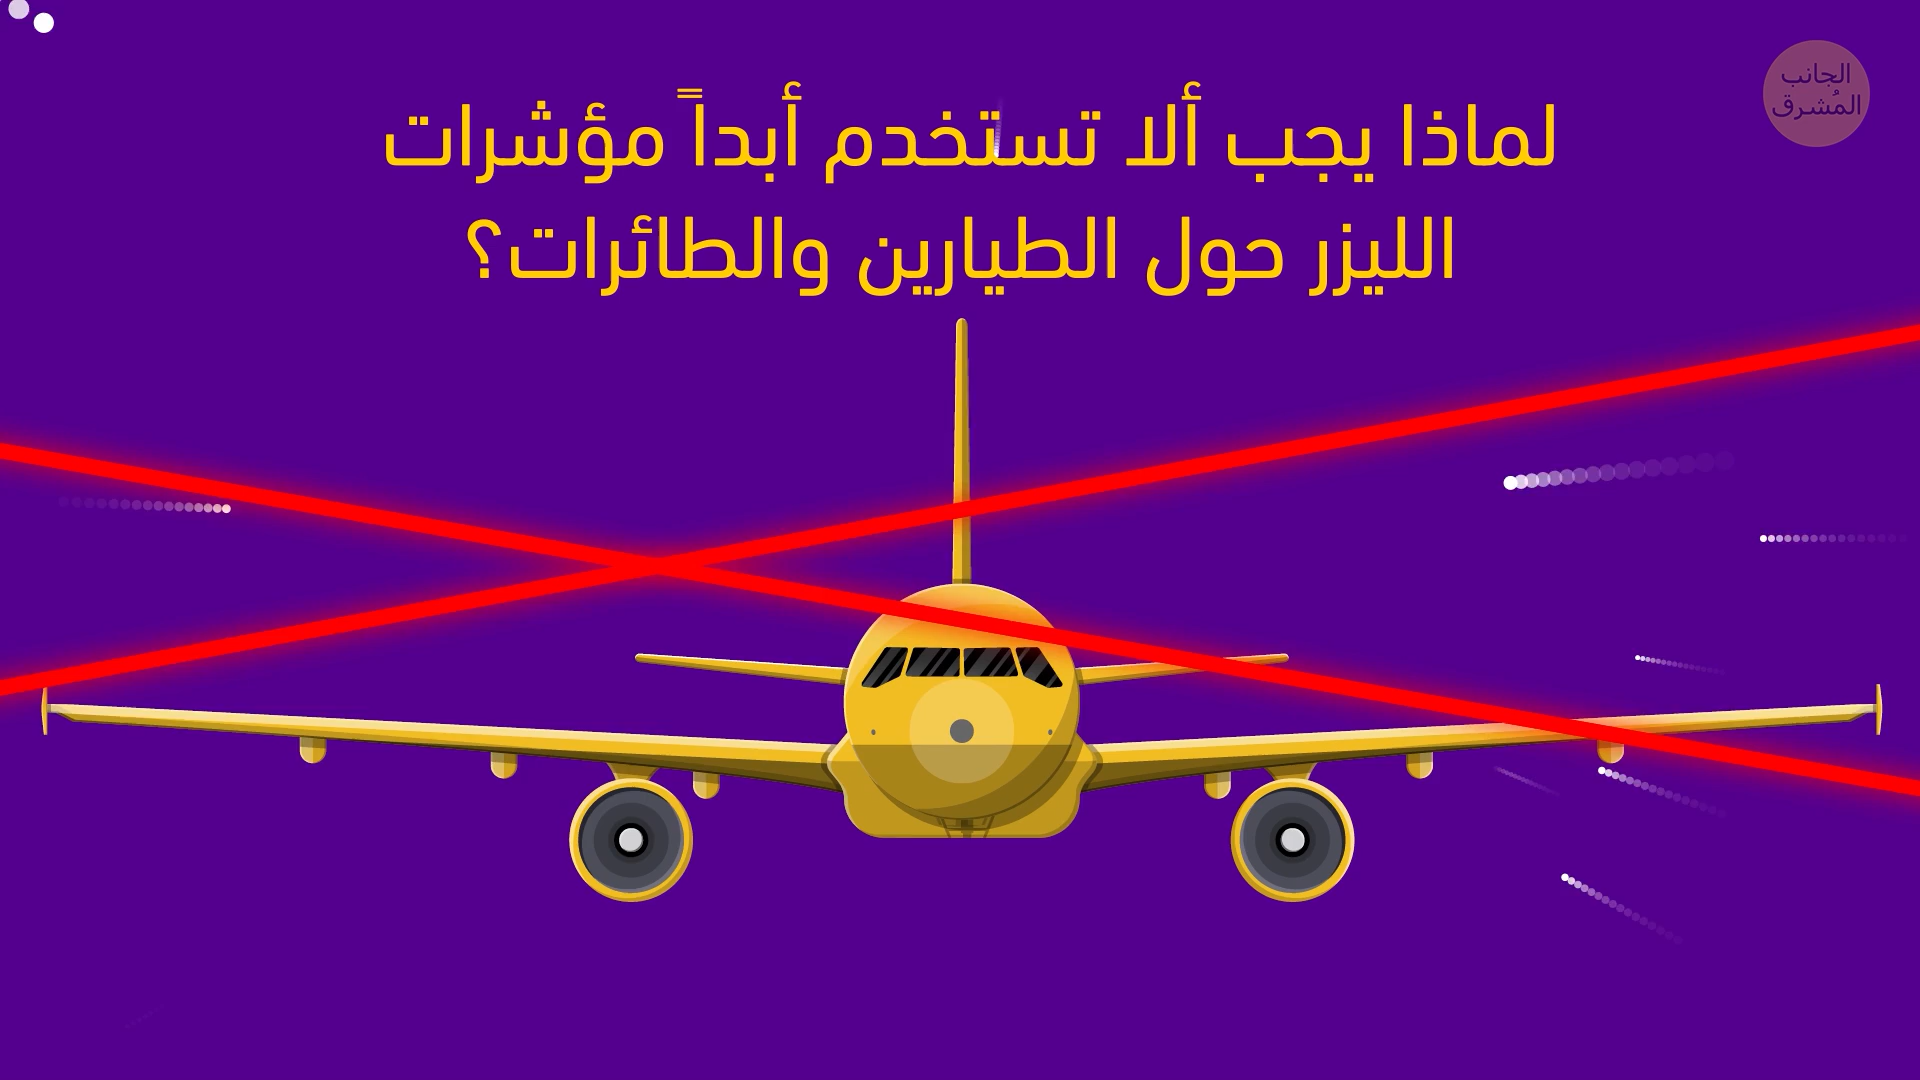 لماذا يجب ألا تستخدم أبداً مؤشرات
الليزر حول الطيارين والطائرات؟
الجانب
المُشرق